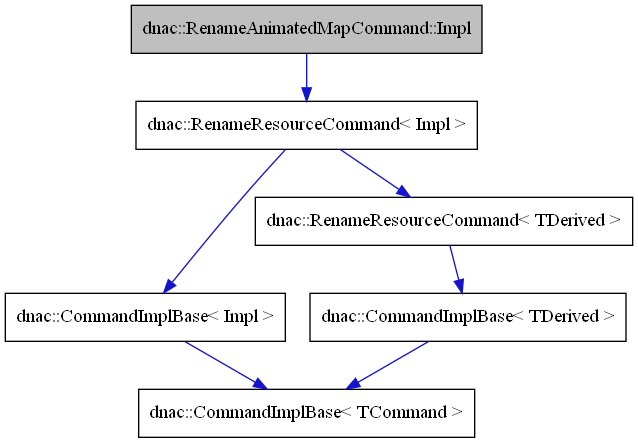 dnac::RenameAnimatedMapCommand::Impl
dnac::RenameResourceCommand< Impl >
dnac::RenameResourceCommand< TDerived >
dnac::CommandImplBase< Impl >
dnac::CommandImplBase< TDerived >
dnac::CommandImplBase< TCommand >